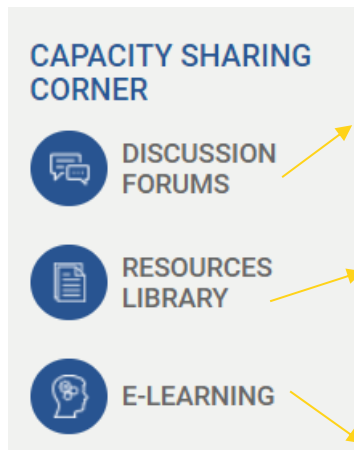 CAPACITY SHARING
CORNER
DISCUSSION
FORUMS
RESOURCES
LIBRARY
E-LEARNING